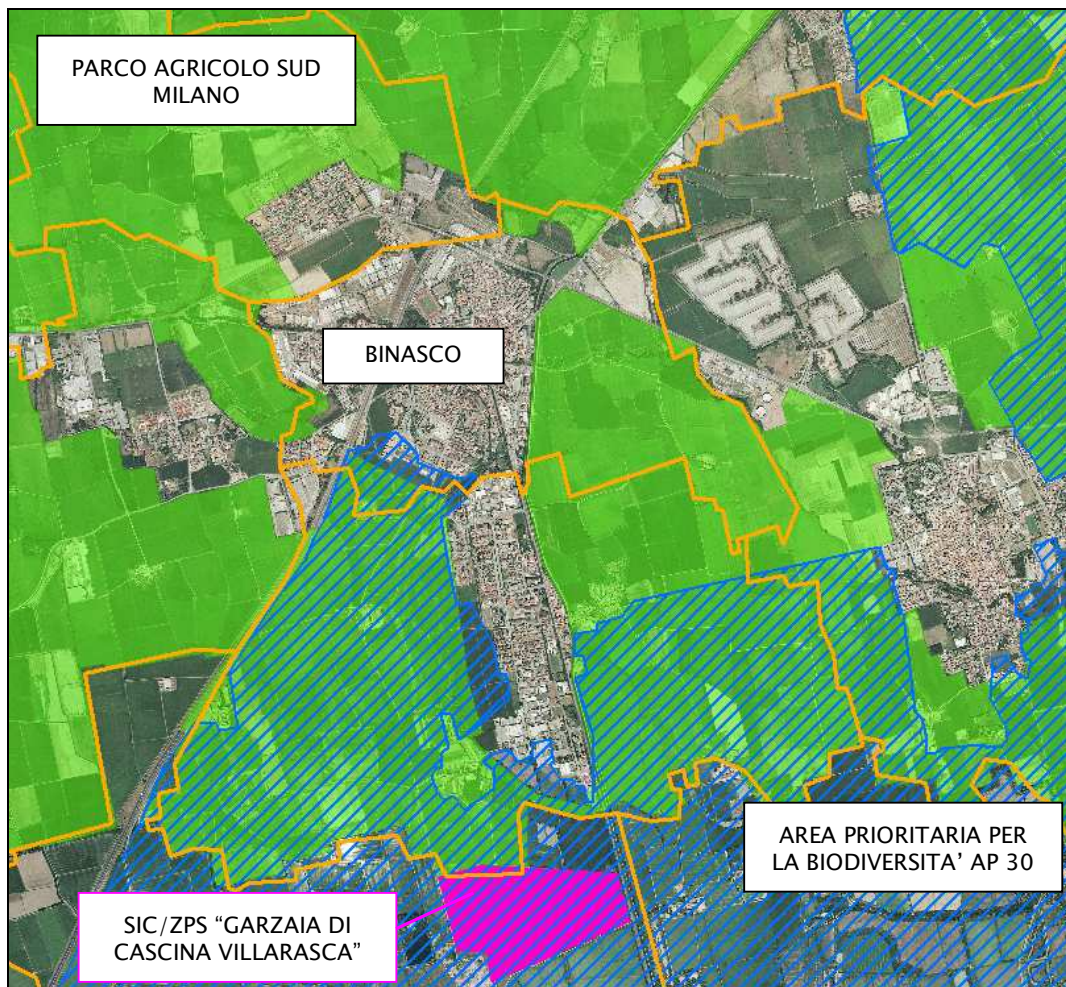 PARCO AGRICOLO SUD
MILANO
BINASCO
AREA PRIORITARIA PER
LA BIODIVERSITA’ AP 30
SIC/ZPS “GARZAIA DI
CASCINA VILLARASCA”